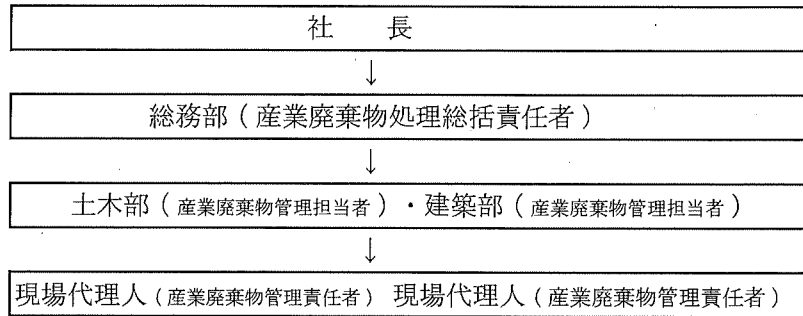 社　　長
↓
総務部（産業廃棄物処理総括責任者）
↓
土木部（産業廃棄物管理担当者）・建築部（産業廃棄物管理担当者）
↓
現場代理人（産業廃棄物管理責任者）　現場代理人（産業廃棄物管理責任者）